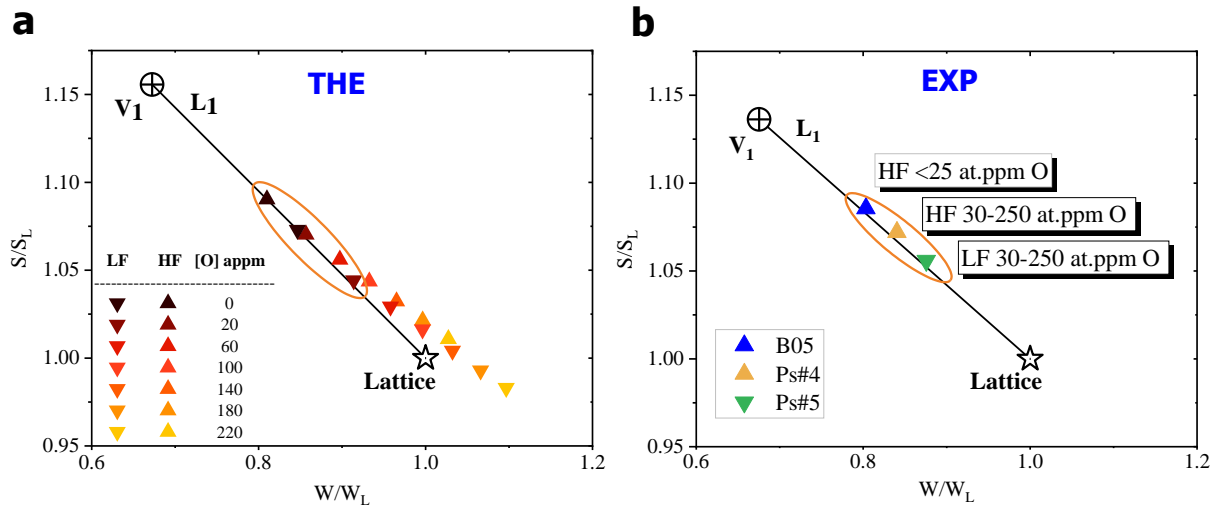 a
THE
S/S_L
1.15
1.10
1.05
1.00
0.95
V1
L1
Lattice
LF HF [O] appm
0
20
60
100
140
180
220
0.6 0.8 1.0 1.2
W/W_L
b
EXP
S/S_L
1.15
1.10
1.05
1.00
0.95
V_1
L_1
HF <25 at.ppm O
HF 30-250 at.ppm O
LF 30-250 at.ppm O
Lattice
B05
Ps#4
Ps#5
0.6 0.8 1.0 1.2
W/W_L